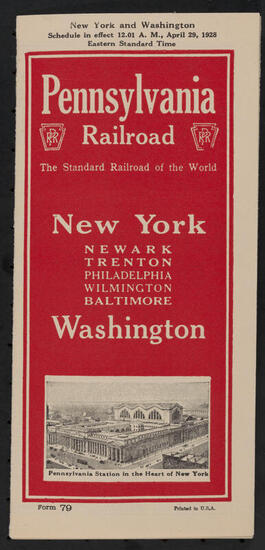 New York and Washington
Schedule in effect 12.01 A. M., April 29, 1928
Eastern Standard Time
Pennsylvania
Railroad
PRR
PRR
The Standard Railroad of the World
New York
NEWARK
TRENTON
PHILADELPHIA
WILMINGTON
BALTIMORE
Washington
Pennsylvania Station in the Heart of New York
Form 79
Printed in U.S.A.